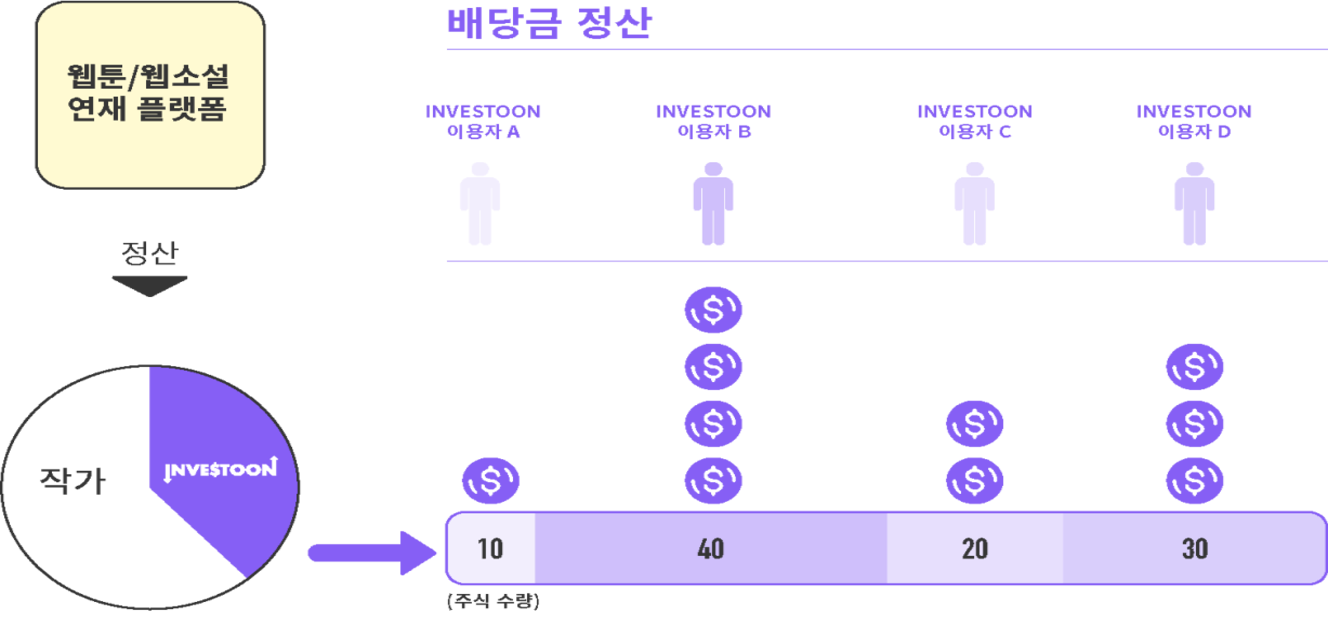 웹툰/웹소설
연재 플랫폼
정산
작가
INVESTOON
배당금 정산
INVESTOON
이용자 A
INVESTOON
이용자 B
INVESTOON
이용자 C
INVESTOON
이용자 D
10
40
20
30
(주식 수량)